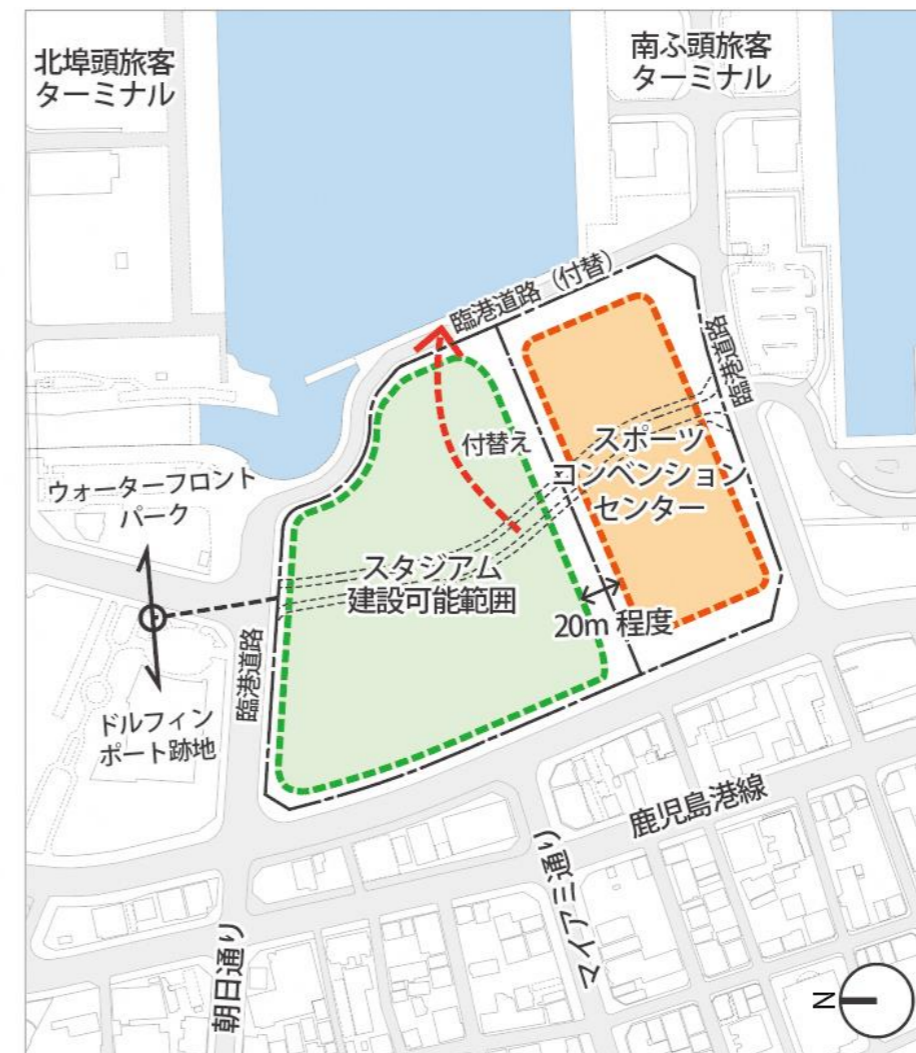 北埠頭旅客
ターミナル
南ふ頭旅客
ターミナル
臨港道路（付替）
臨港道路
付替え
スポーツ
コンベンション
センター
ウォーターフロント
パーク
スタジアム
建設可能範囲
20m 程度
臨港道路
ドルフィン
ポート跡地
鹿児島港線
マイアミ通り
朝日通り
N